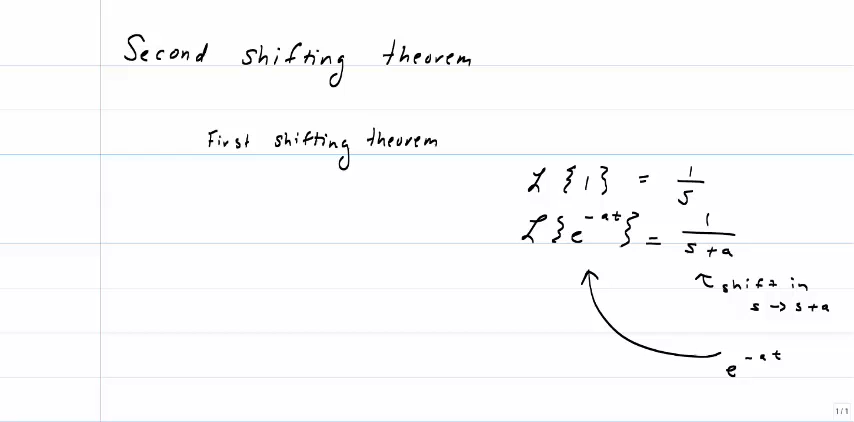 Second shifting theorem
First shifting theorem
ℒ {1} = 1/s
ℒ {e^{-at}} = 1/(s+a)
↖ shift in
s → s+a
e^{-at}
1/1